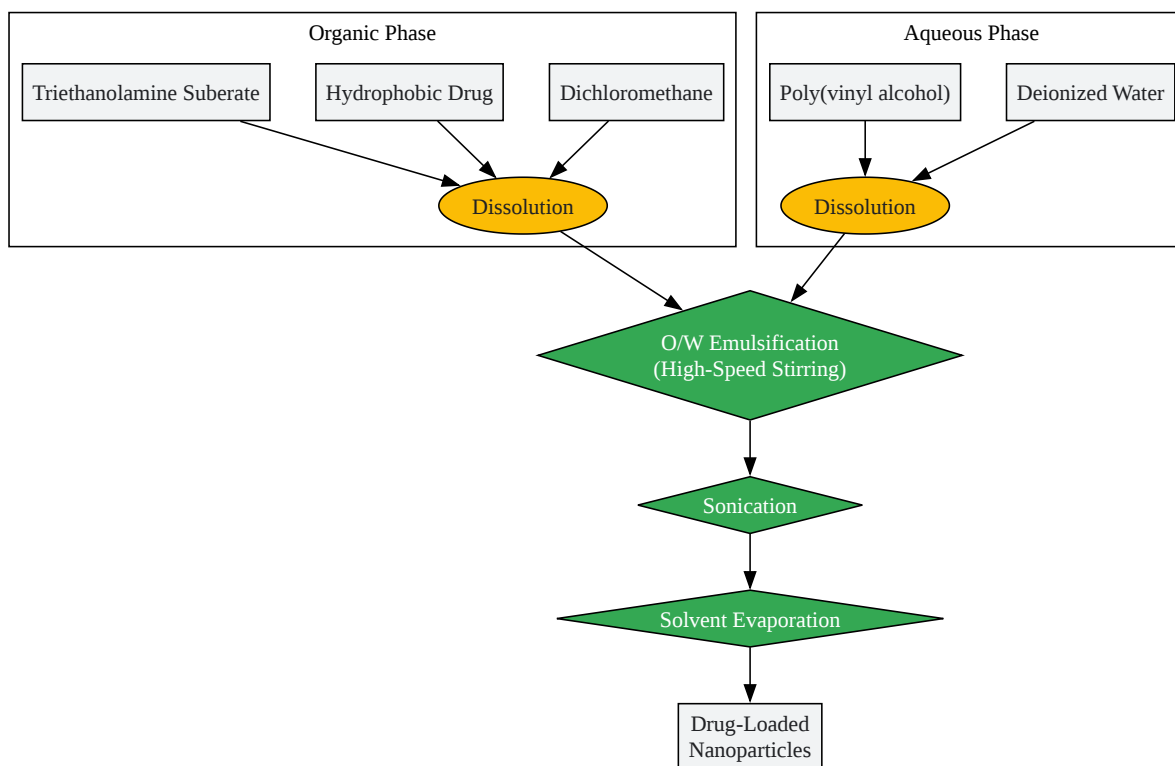 Organic Phase
Aqueous Phase
Triethanolamine Suberate
Hydrophobic Drug
Dichloromethane
Poly(vinyl alcohol)
Deionized Water
Dissolution
Dissolution
O/W Emulsification
(High-Speed Stirring)
Sonication
Solvent Evaporation
Drug-Loaded
Nanoparticles